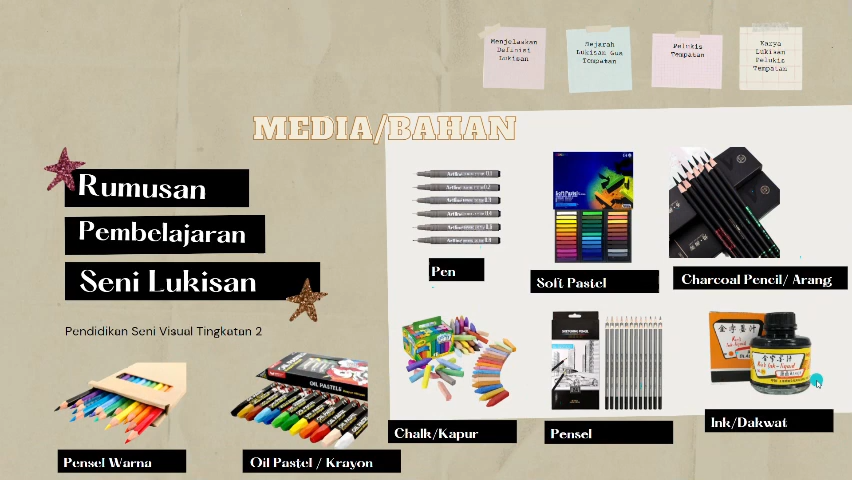 Menjelaskan
Definisi
Lukisan
Sejarah
Lukisan Gua
Tempatan
Pelukis
Tempatan
Karya
Lukisan
Pelukis
Tempatan
MEDIA/BAHAN
Rumusan
Pembelajaran
Seni Lukisan
Pendidikan Seni Visual Tingkatan 2
Pen
Soft Pastel
Charcoal Pencil/ Arang
OIL PASTELS
Chalk/Kapur
Pensel
Ink/Dakwat
Pensel Warna
Oil Pastel / Krayon